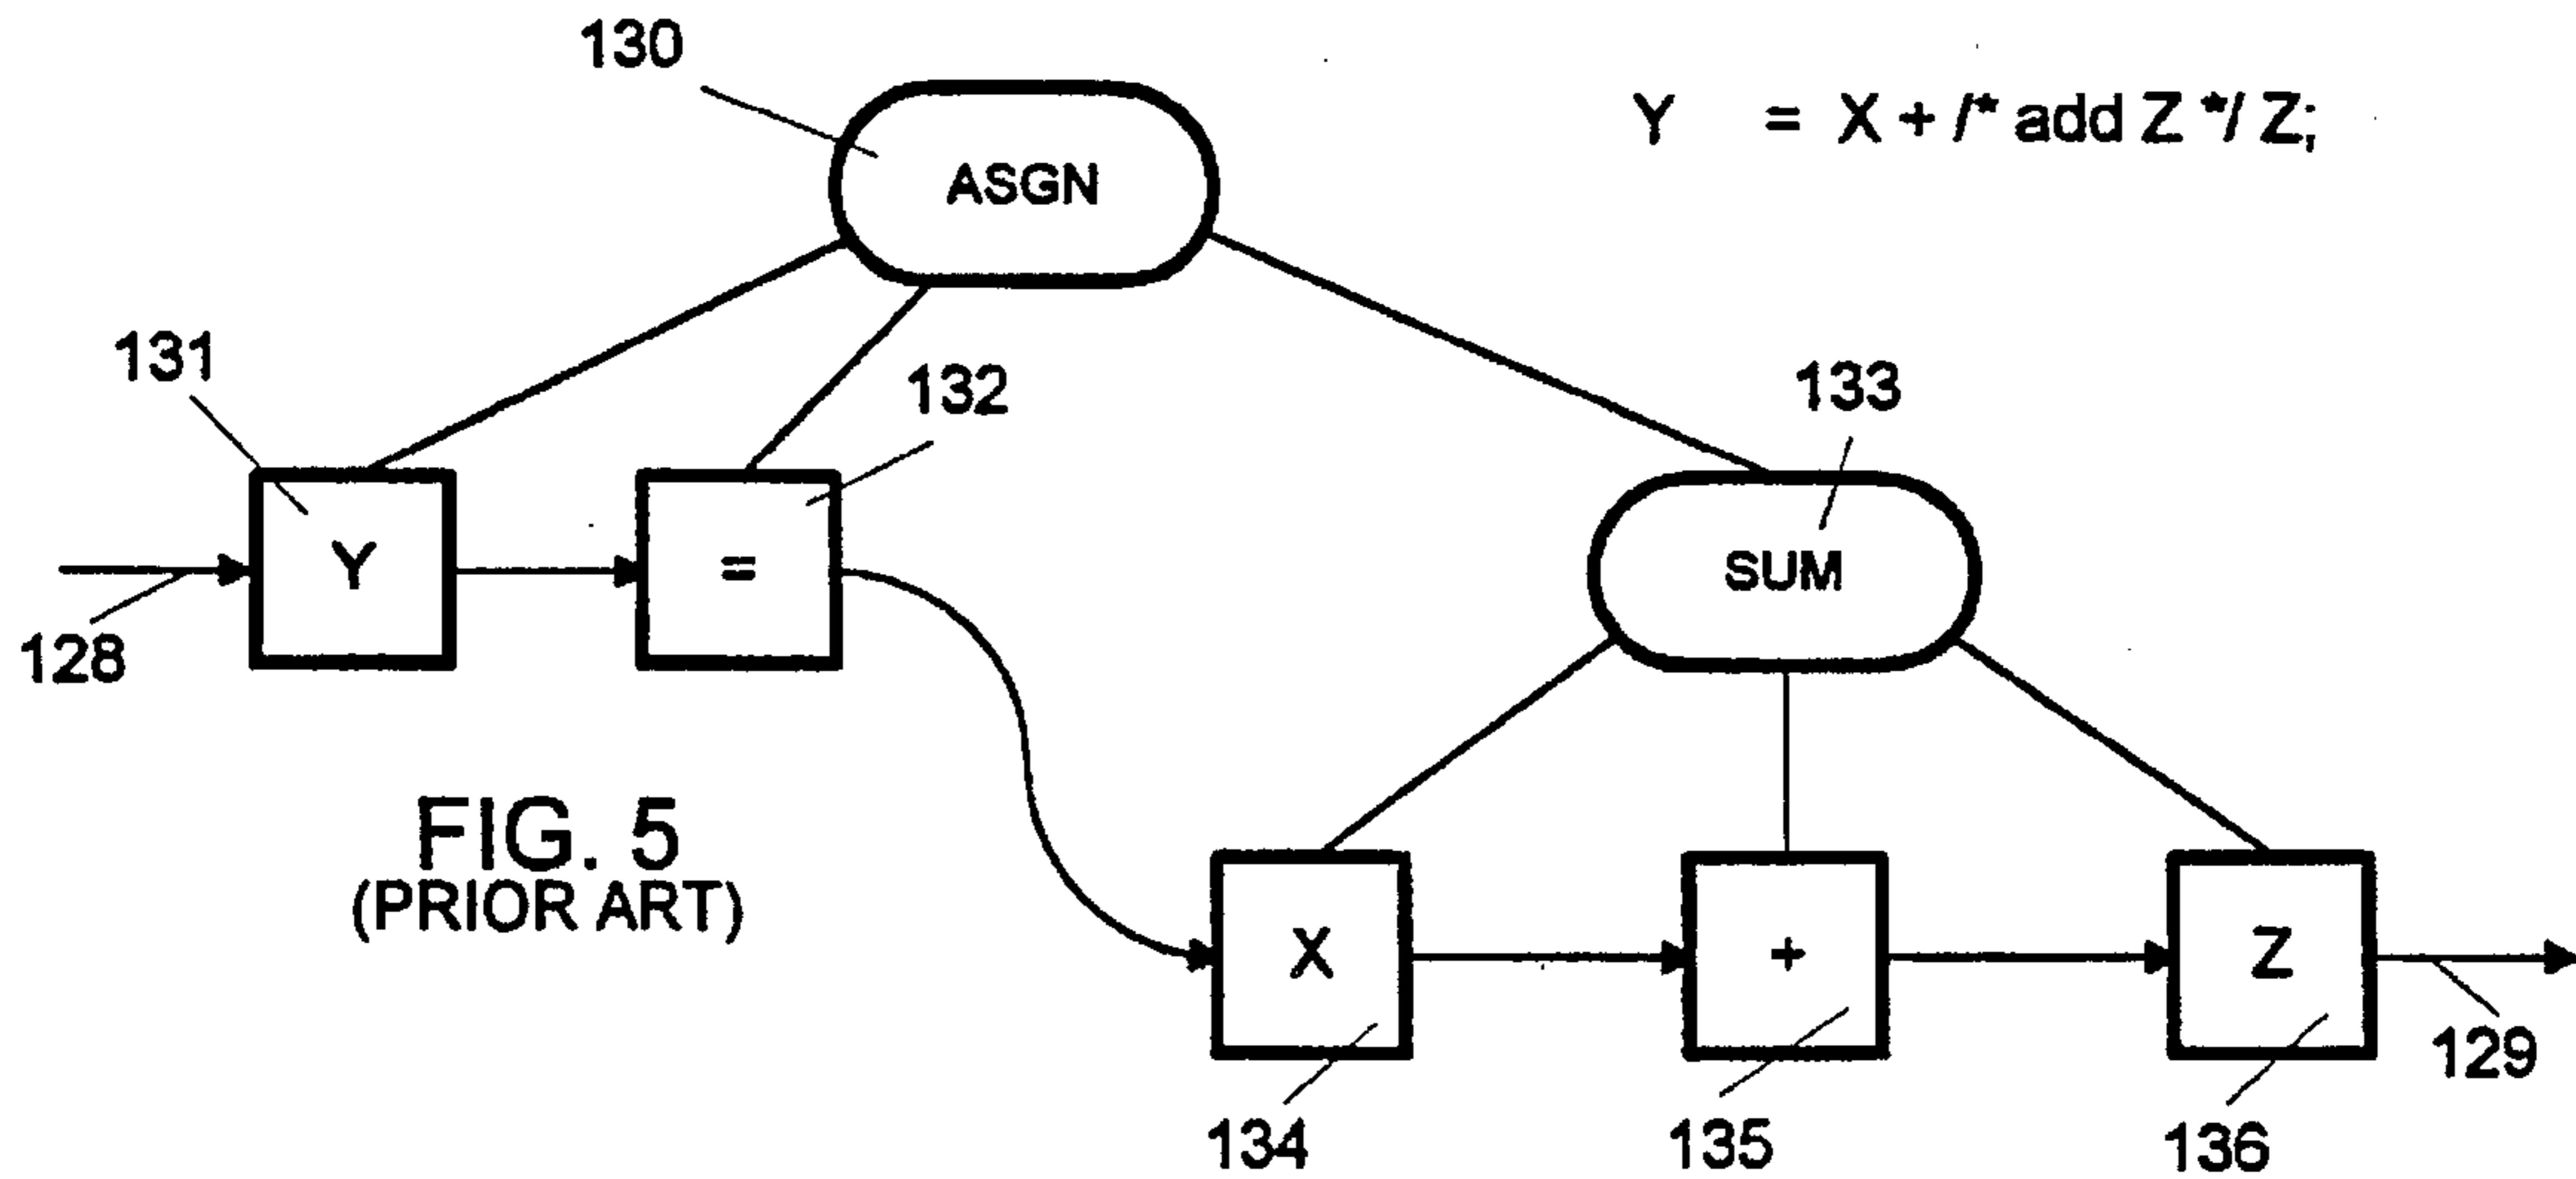 130
Y = X + /* add Z */ Z;
ASGN
131
132
133
Y
=
SUM
128
FIG. 5
(PRIOR ART)
X
+
Z
129
134
135
136